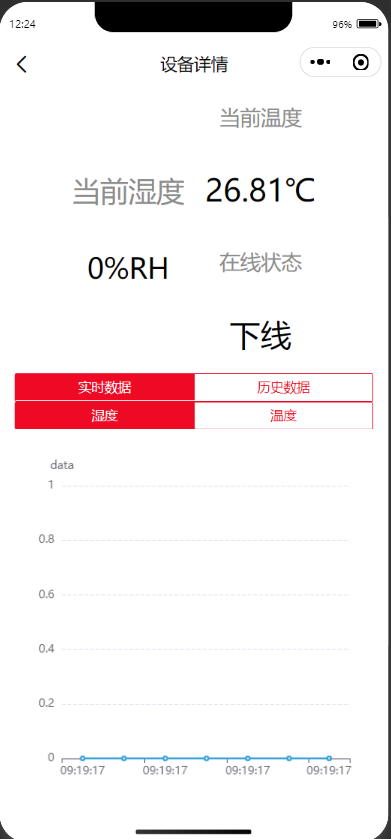 12:24
96%
设备详情
当前温度
当前湿度
26.81℃
0%RH
在线状态
下线
实时数据
历史数据
湿度
温度
data
1
0.8
0.6
0.4
0.2
0
09:19:17
09:19:17
09:19:17
09:19:17